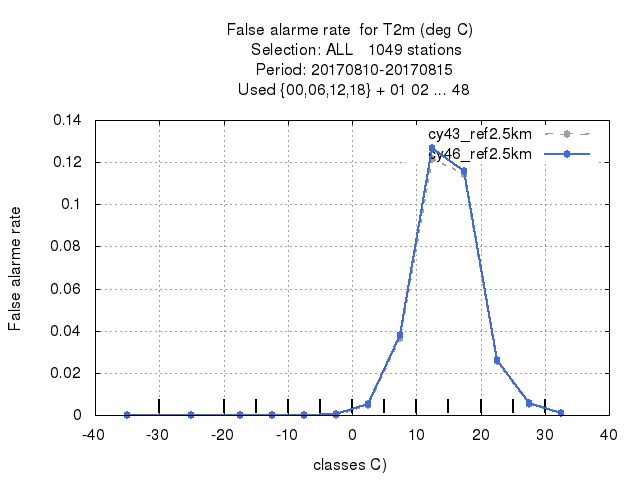 False alarme rate  for T2m (deg C)
Selection: ALL   1049 stations
Period: 20170810-20170815
Used {00,06,12,18} + 01 02 ... 48
0.14
0.12
0.1
0.08
0.06
0.04
0.02
0
False alarme rate
cy43_ref2.5km
cy46_ref2.5km
-40 -30 -20 -10 0 10 20 30 40
classes C)